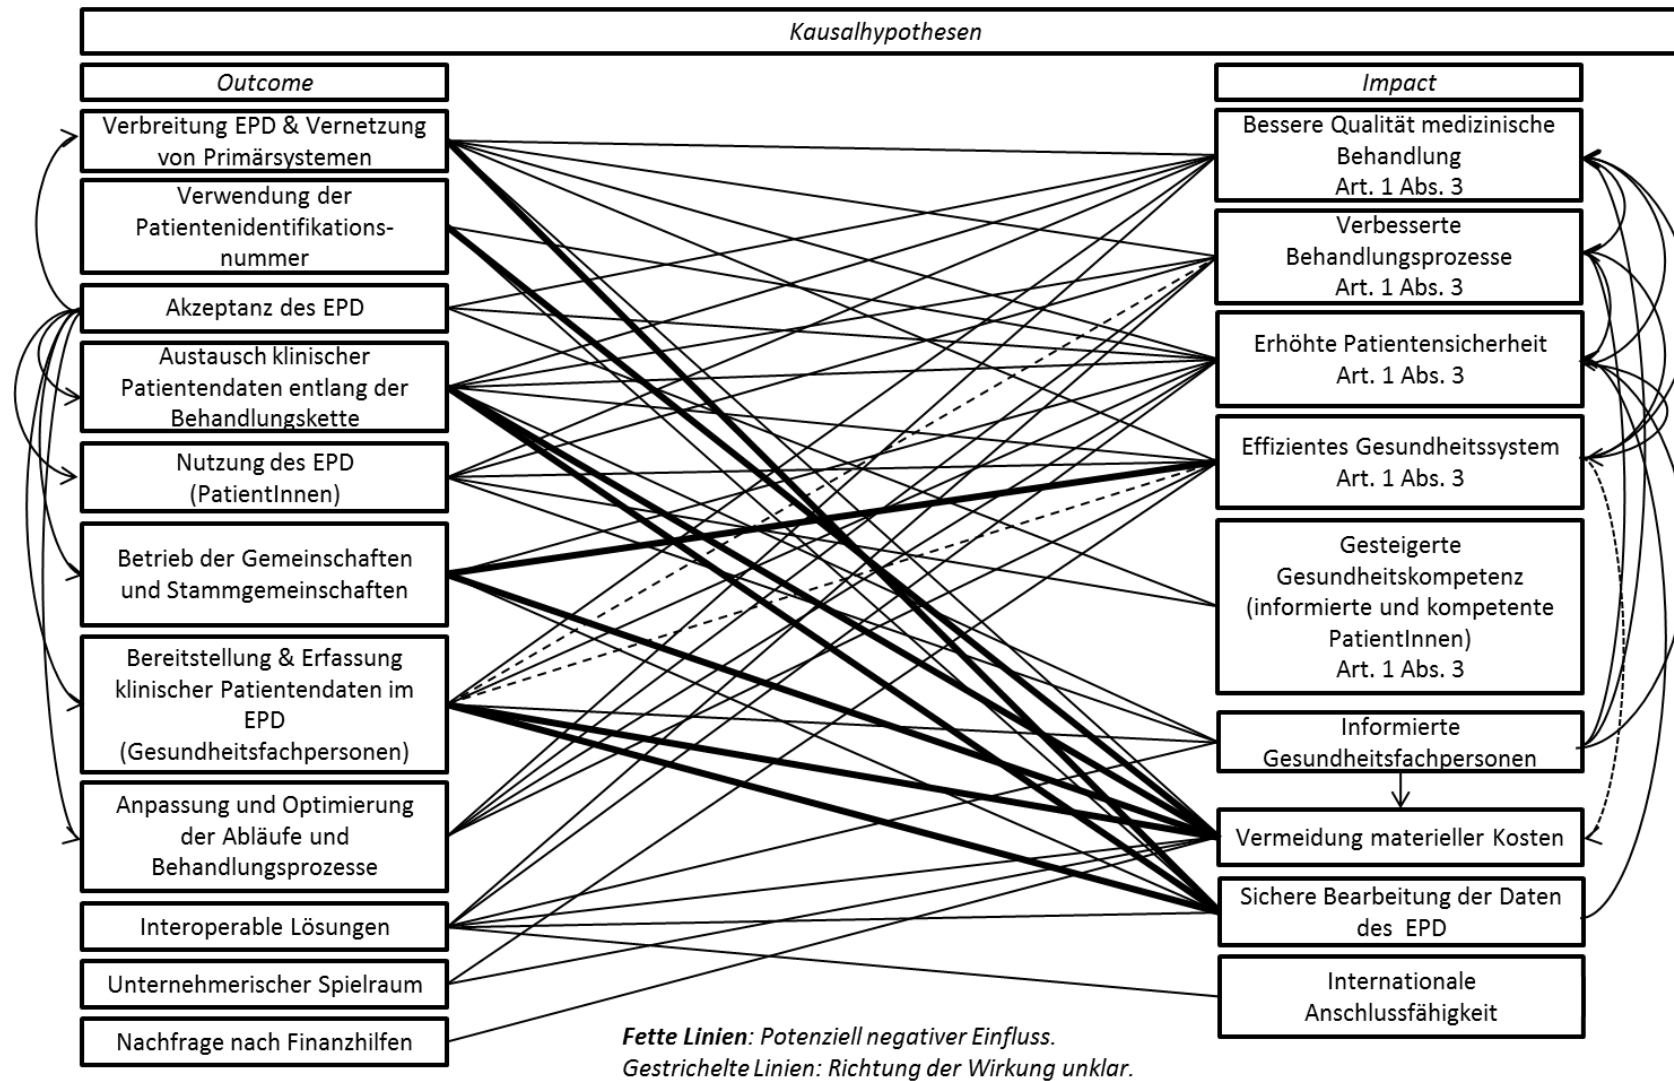 Kausalhypothesen
Outcome
Verbreitung EPD & Vernetzung
von Primärsystemen
Verwendung der
Patientenidentifikations-
nummer
Akzeptanz des EPD
Austausch klinischer
Patientendaten entlang der
Behandlungskette
Nutzung des EPD
(PatientInnen)
Betrieb der Gemeinschaften
und Stammgemeinschaften
Bereitstellung & Erfassung
klinischer Patientendaten im
EPD
(Gesundheitsfachpersonen)
Anpassung und Optimierung
der Abläufe und
Behandlungsprozesse
Interoperable Lösungen
Unternehmerischer Spielraum
Nachfrage nach Finanzhilfen
Impact
Bessere Qualität medizinische
Behandlung
Art. 1 Abs. 3
Verbesserte
Behandlungsprozesse
Art. 1 Abs. 3
Erhöhte Patientensicherheit
Art. 1 Abs. 3
Effizientes Gesundheitssystem
Art. 1 Abs. 3
Gesteigerte
Gesundheitskompetenz
(informierte und kompetente
PatientInnen)
Art. 1 Abs. 3
Informierte
Gesundheitsfachpersonen
Vermeidung materieller Kosten
Sichere Bearbeitung der Daten
des EPD
Internationale
Anschlussfähigkeit
Fette Linien: Potenziell negativer Einfluss.
Gestrichelte Linien: Richtung der Wirkung unklar.